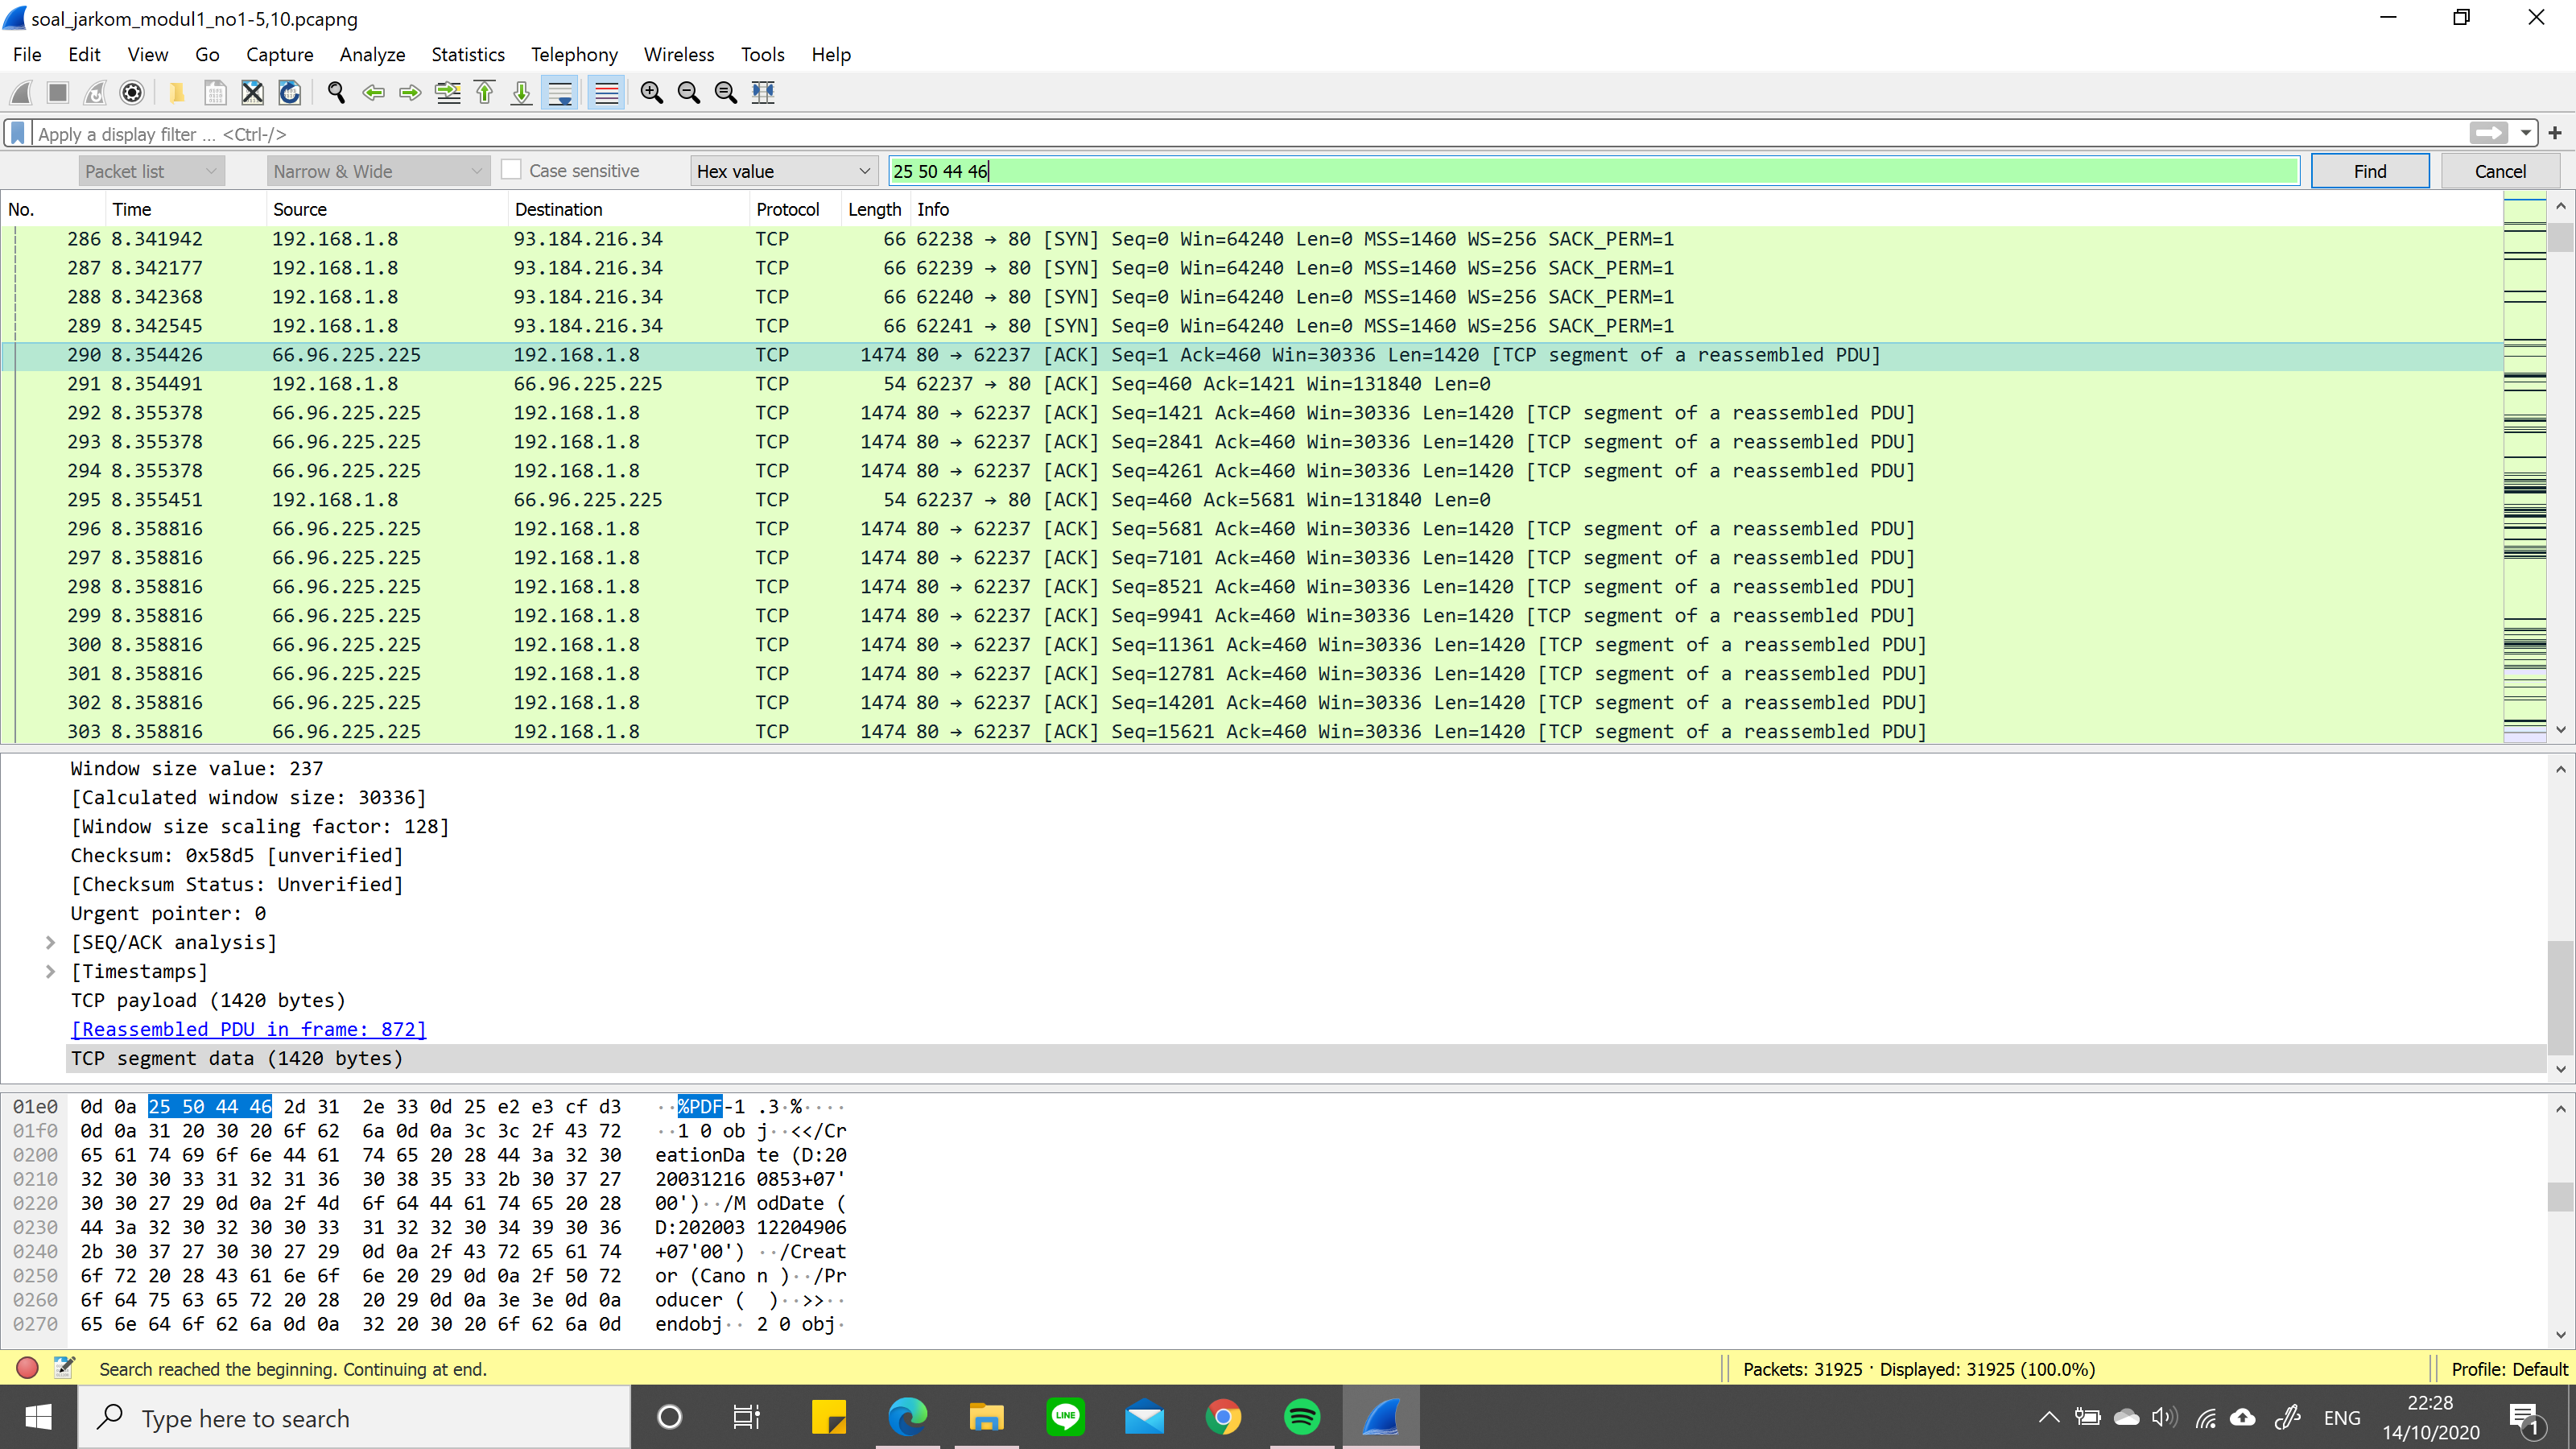 soal_jarkom_modul1_no1-5,10.pcapng
File Edit View Go Capture Analyze Statistics Telephony Wireless Tools Help
Apply a display filter ... <Ctrl-/>
Packet list Narrow & Wide Case sensitive Hex value 25 50 44 46 Find Cancel
No. Time Source Destination Protocol Length Info
286 8.341942 192.168.1.8 93.184.216.34 TCP 66 62238 → 80 [SYN] Seq=0 Win=64240 Len=0 MSS=1460 WS=256 SACK_PERM=1
287 8.342177 192.168.1.8 93.184.216.34 TCP 66 62239 → 80 [SYN] Seq=0 Win=64240 Len=0 MSS=1460 WS=256 SACK_PERM=1
288 8.342368 192.168.1.8 93.184.216.34 TCP 66 62240 → 80 [SYN] Seq=0 Win=64240 Len=0 MSS=1460 WS=256 SACK_PERM=1
289 8.342545 192.168.1.8 93.184.216.34 TCP 66 62241 → 80 [SYN] Seq=0 Win=64240 Len=0 MSS=1460 WS=256 SACK_PERM=1
290 8.354426 66.96.225.225 192.168.1.8 TCP 1474 80 → 62237 [ACK] Seq=1 Ack=460 Win=30336 Len=1420 [TCP segment of a reassembled PDU]
291 8.354491 192.168.1.8 66.96.225.225 TCP 54 62237 → 80 [ACK] Seq=460 Ack=1421 Win=131840 Len=0
292 8.355378 66.96.225.225 192.168.1.8 TCP 1474 80 → 62237 [ACK] Seq=1421 Ack=460 Win=30336 Len=1420 [TCP segment of a reassembled PDU]
293 8.355378 66.96.225.225 192.168.1.8 TCP 1474 80 → 62237 [ACK] Seq=2841 Ack=460 Win=30336 Len=1420 [TCP segment of a reassembled PDU]
294 8.355378 66.96.225.225 192.168.1.8 TCP 1474 80 → 62237 [ACK] Seq=4261 Ack=460 Win=30336 Len=1420 [TCP segment of a reassembled PDU]
295 8.355451 192.168.1.8 66.96.225.225 TCP 54 62237 → 80 [ACK] Seq=460 Ack=5681 Win=131840 Len=0
296 8.358816 66.96.225.225 192.168.1.8 TCP 1474 80 → 62237 [ACK] Seq=5681 Ack=460 Win=30336 Len=1420 [TCP segment of a reassembled PDU]
297 8.358816 66.96.225.225 192.168.1.8 TCP 1474 80 → 62237 [ACK] Seq=7101 Ack=460 Win=30336 Len=1420 [TCP segment of a reassembled PDU]
298 8.358816 66.96.225.225 192.168.1.8 TCP 1474 80 → 62237 [ACK] Seq=8521 Ack=460 Win=30336 Len=1420 [TCP segment of a reassembled PDU]
299 8.358816 66.96.225.225 192.168.1.8 TCP 1474 80 → 62237 [ACK] Seq=9941 Ack=460 Win=30336 Len=1420 [TCP segment of a reassembled PDU]
300 8.358816 66.96.225.225 192.168.1.8 TCP 1474 80 → 62237 [ACK] Seq=11361 Ack=460 Win=30336 Len=1420 [TCP segment of a reassembled PDU]
301 8.358816 66.96.225.225 192.168.1.8 TCP 1474 80 → 62237 [ACK] Seq=12781 Ack=460 Win=30336 Len=1420 [TCP segment of a reassembled PDU]
302 8.358816 66.96.225.225 192.168.1.8 TCP 1474 80 → 62237 [ACK] Seq=14201 Ack=460 Win=30336 Len=1420 [TCP segment of a reassembled PDU]
303 8.358816 66.96.225.225 192.168.1.8 TCP 1474 80 → 62237 [ACK] Seq=15621 Ack=460 Win=30336 Len=1420 [TCP segment of a reassembled PDU]
Window size value: 237
[Calculated window size: 30336]
[Window size scaling factor: 128]
Checksum: 0x58d5 [unverified]
[Checksum Status: Unverified]
Urgent pointer: 0
[SEQ/ACK analysis]
[Timestamps]
TCP payload (1420 bytes)
[Reassembled PDU in frame: 872]
TCP segment data (1420 bytes)
01e0 0d 0a 25 50 44 46 2d 31 2e 33 0d 25 e2 e3 cf d3 ··%PDF-1 .3·%····
01f0 0d 0a 31 20 30 20 6f 62 6a 0d 0a 3c 3c 2f 43 72 ··1 0 ob j··<</Cr
0200 65 61 74 69 6f 6e 44 61 74 65 20 28 44 3a 32 30 eationDa te (D:20
0210 32 30 30 33 31 32 31 36 30 38 35 33 2b 30 37 27 20031216 0853+07'
0220 30 30 27 29 0d 0a 2f 4d 6f 64 44 61 74 65 20 28 00')··/M odDate (
0230 44 3a 32 30 32 30 30 33 31 32 32 30 34 39 30 36 D:202003 12204906
0240 2b 30 37 27 30 30 27 29 0d 0a 2f 43 72 65 61 74 +07'00') ··/Creat
0250 6f 72 20 28 43 61 6e 6f 6e 20 29 0d 0a 2f 50 72 or (Cano n )··/Pr
0260 6f 64 75 63 65 72 20 28 20 29 0d 0a 3e 3e 0d 0a oducer ( )··>>··
0270 65 6e 64 6f 62 6a 0d 0a 32 20 30 20 6f 62 6a 0d endobj·· 2 0 obj·
Search reached the beginning. Continuing at end. Packets: 31925 · Displayed: 31925 (100.0%) Profile: Default
Type here to search LINE ENG 22:28
14/10/2020 1